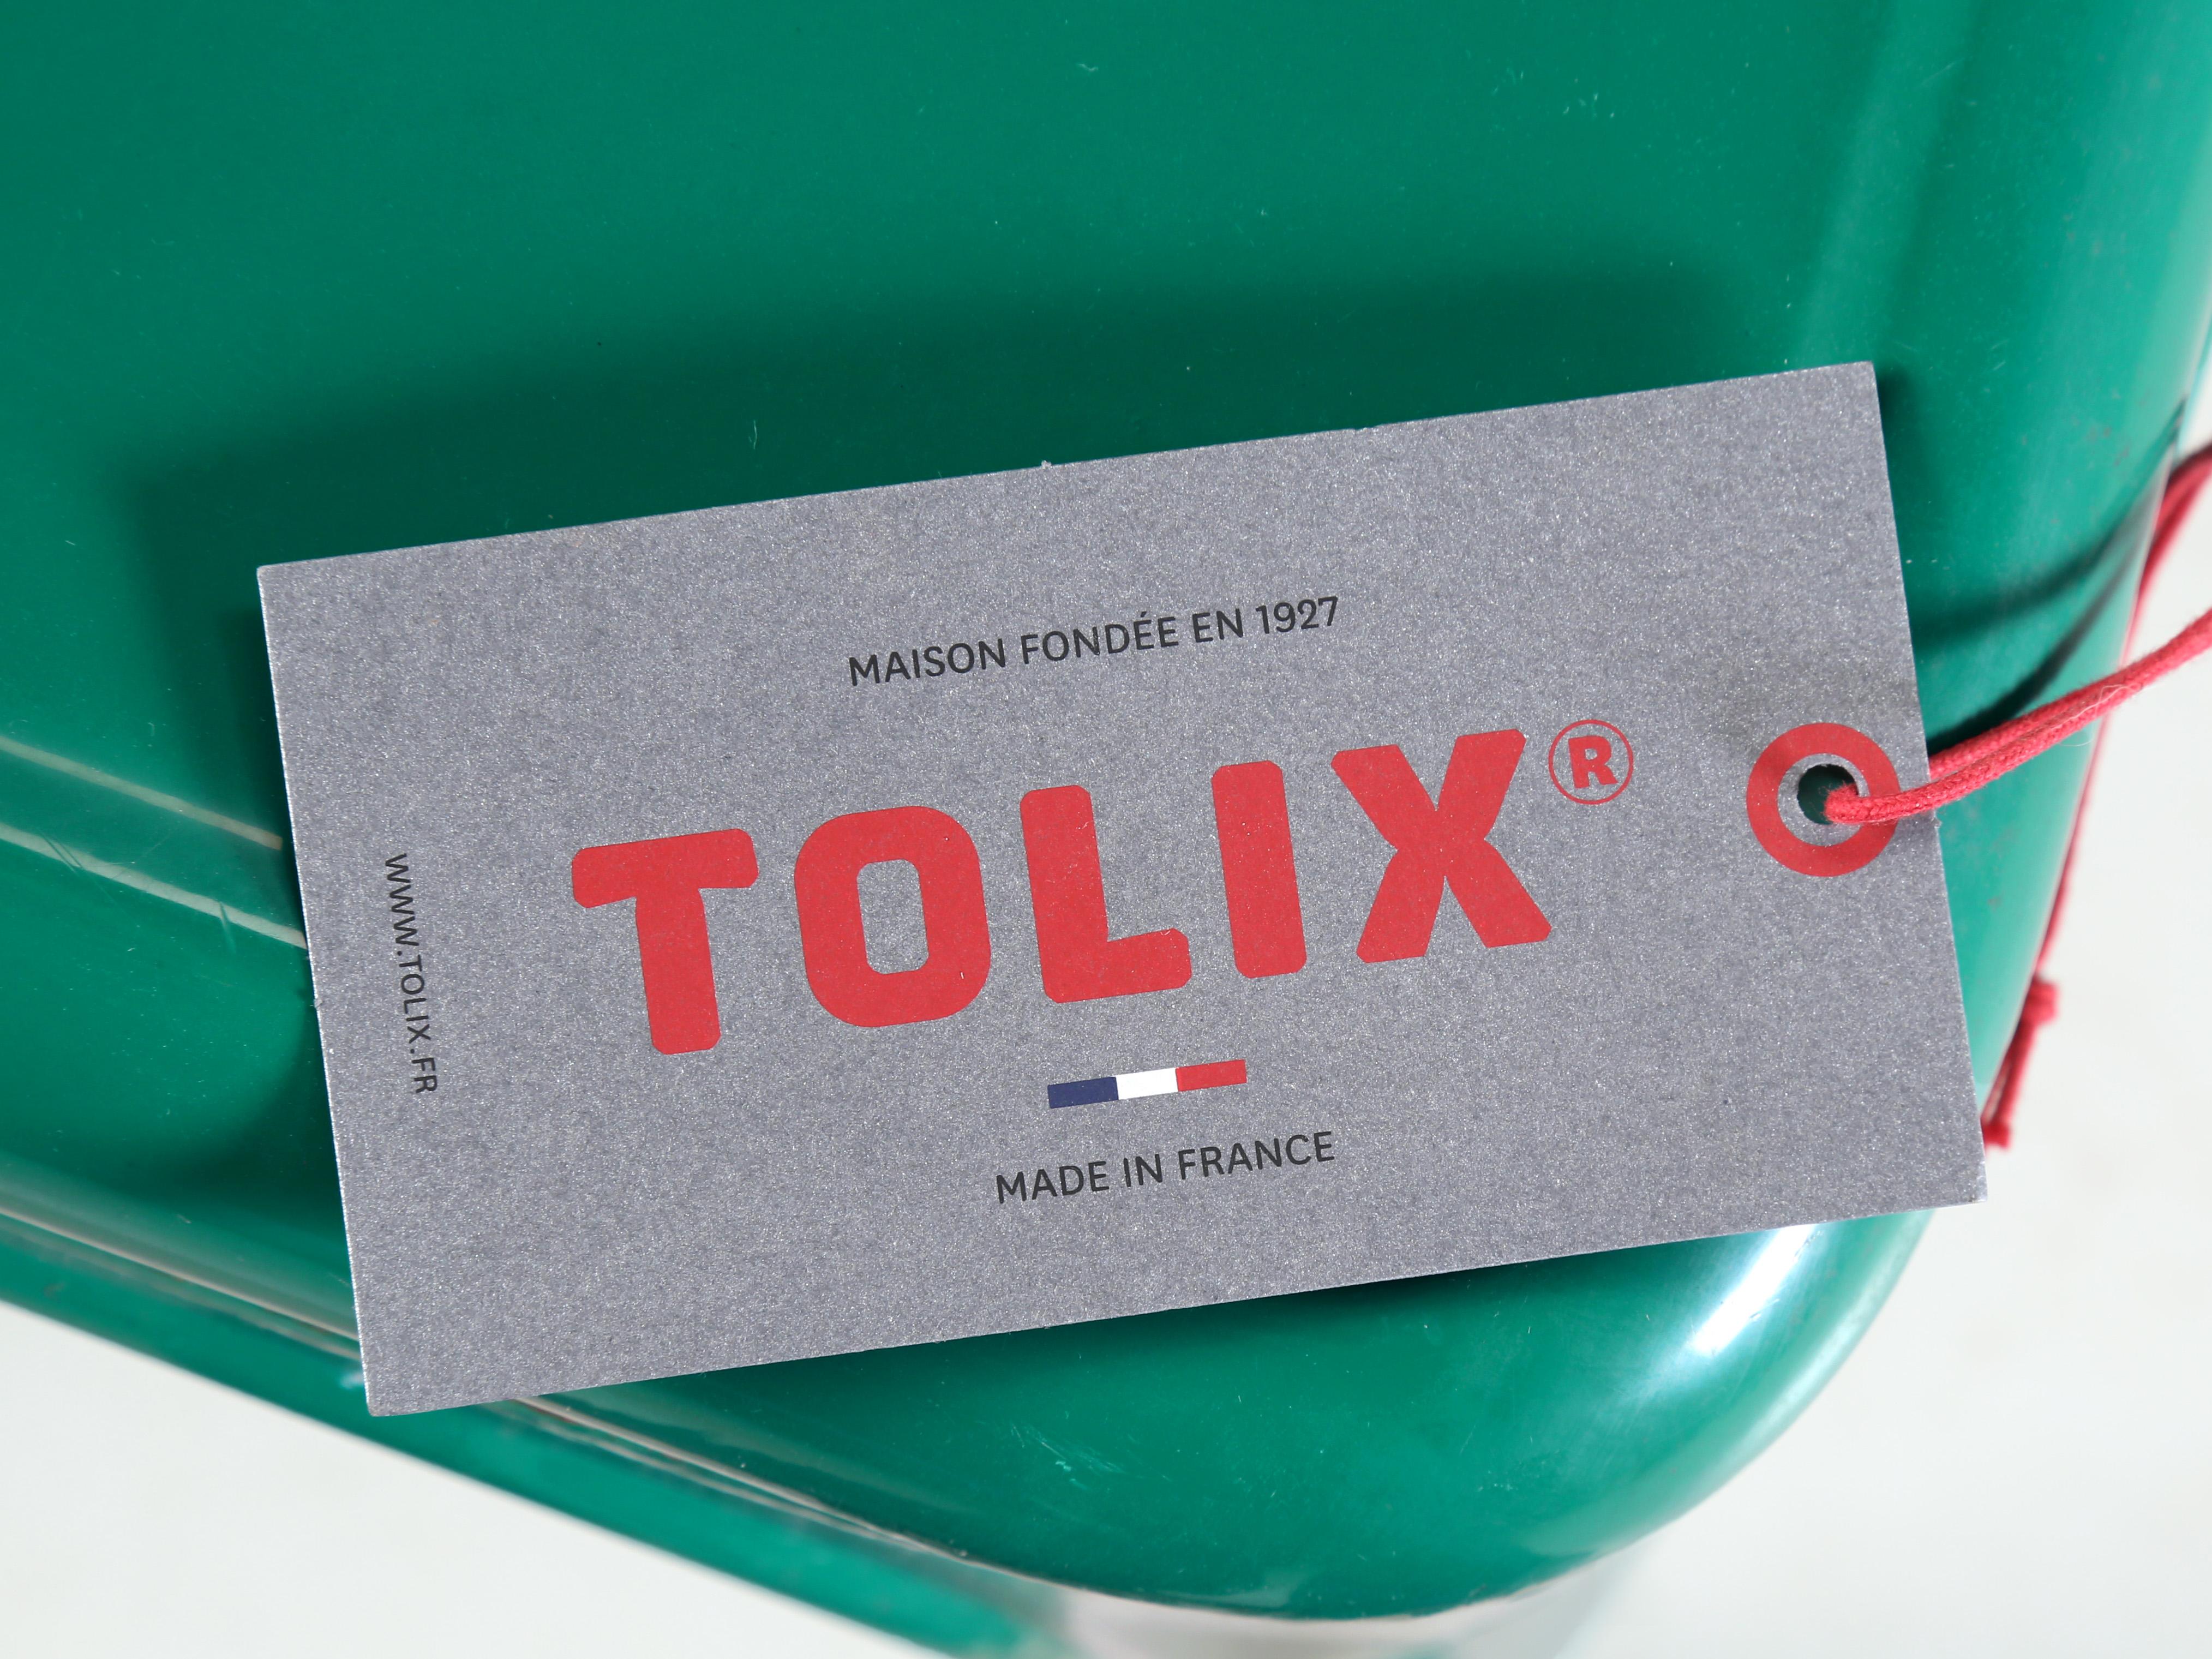 MAISON FONDÉE EN 1927
TOLIX®
MADE IN FRANCE
WWW.TOLIX.FR